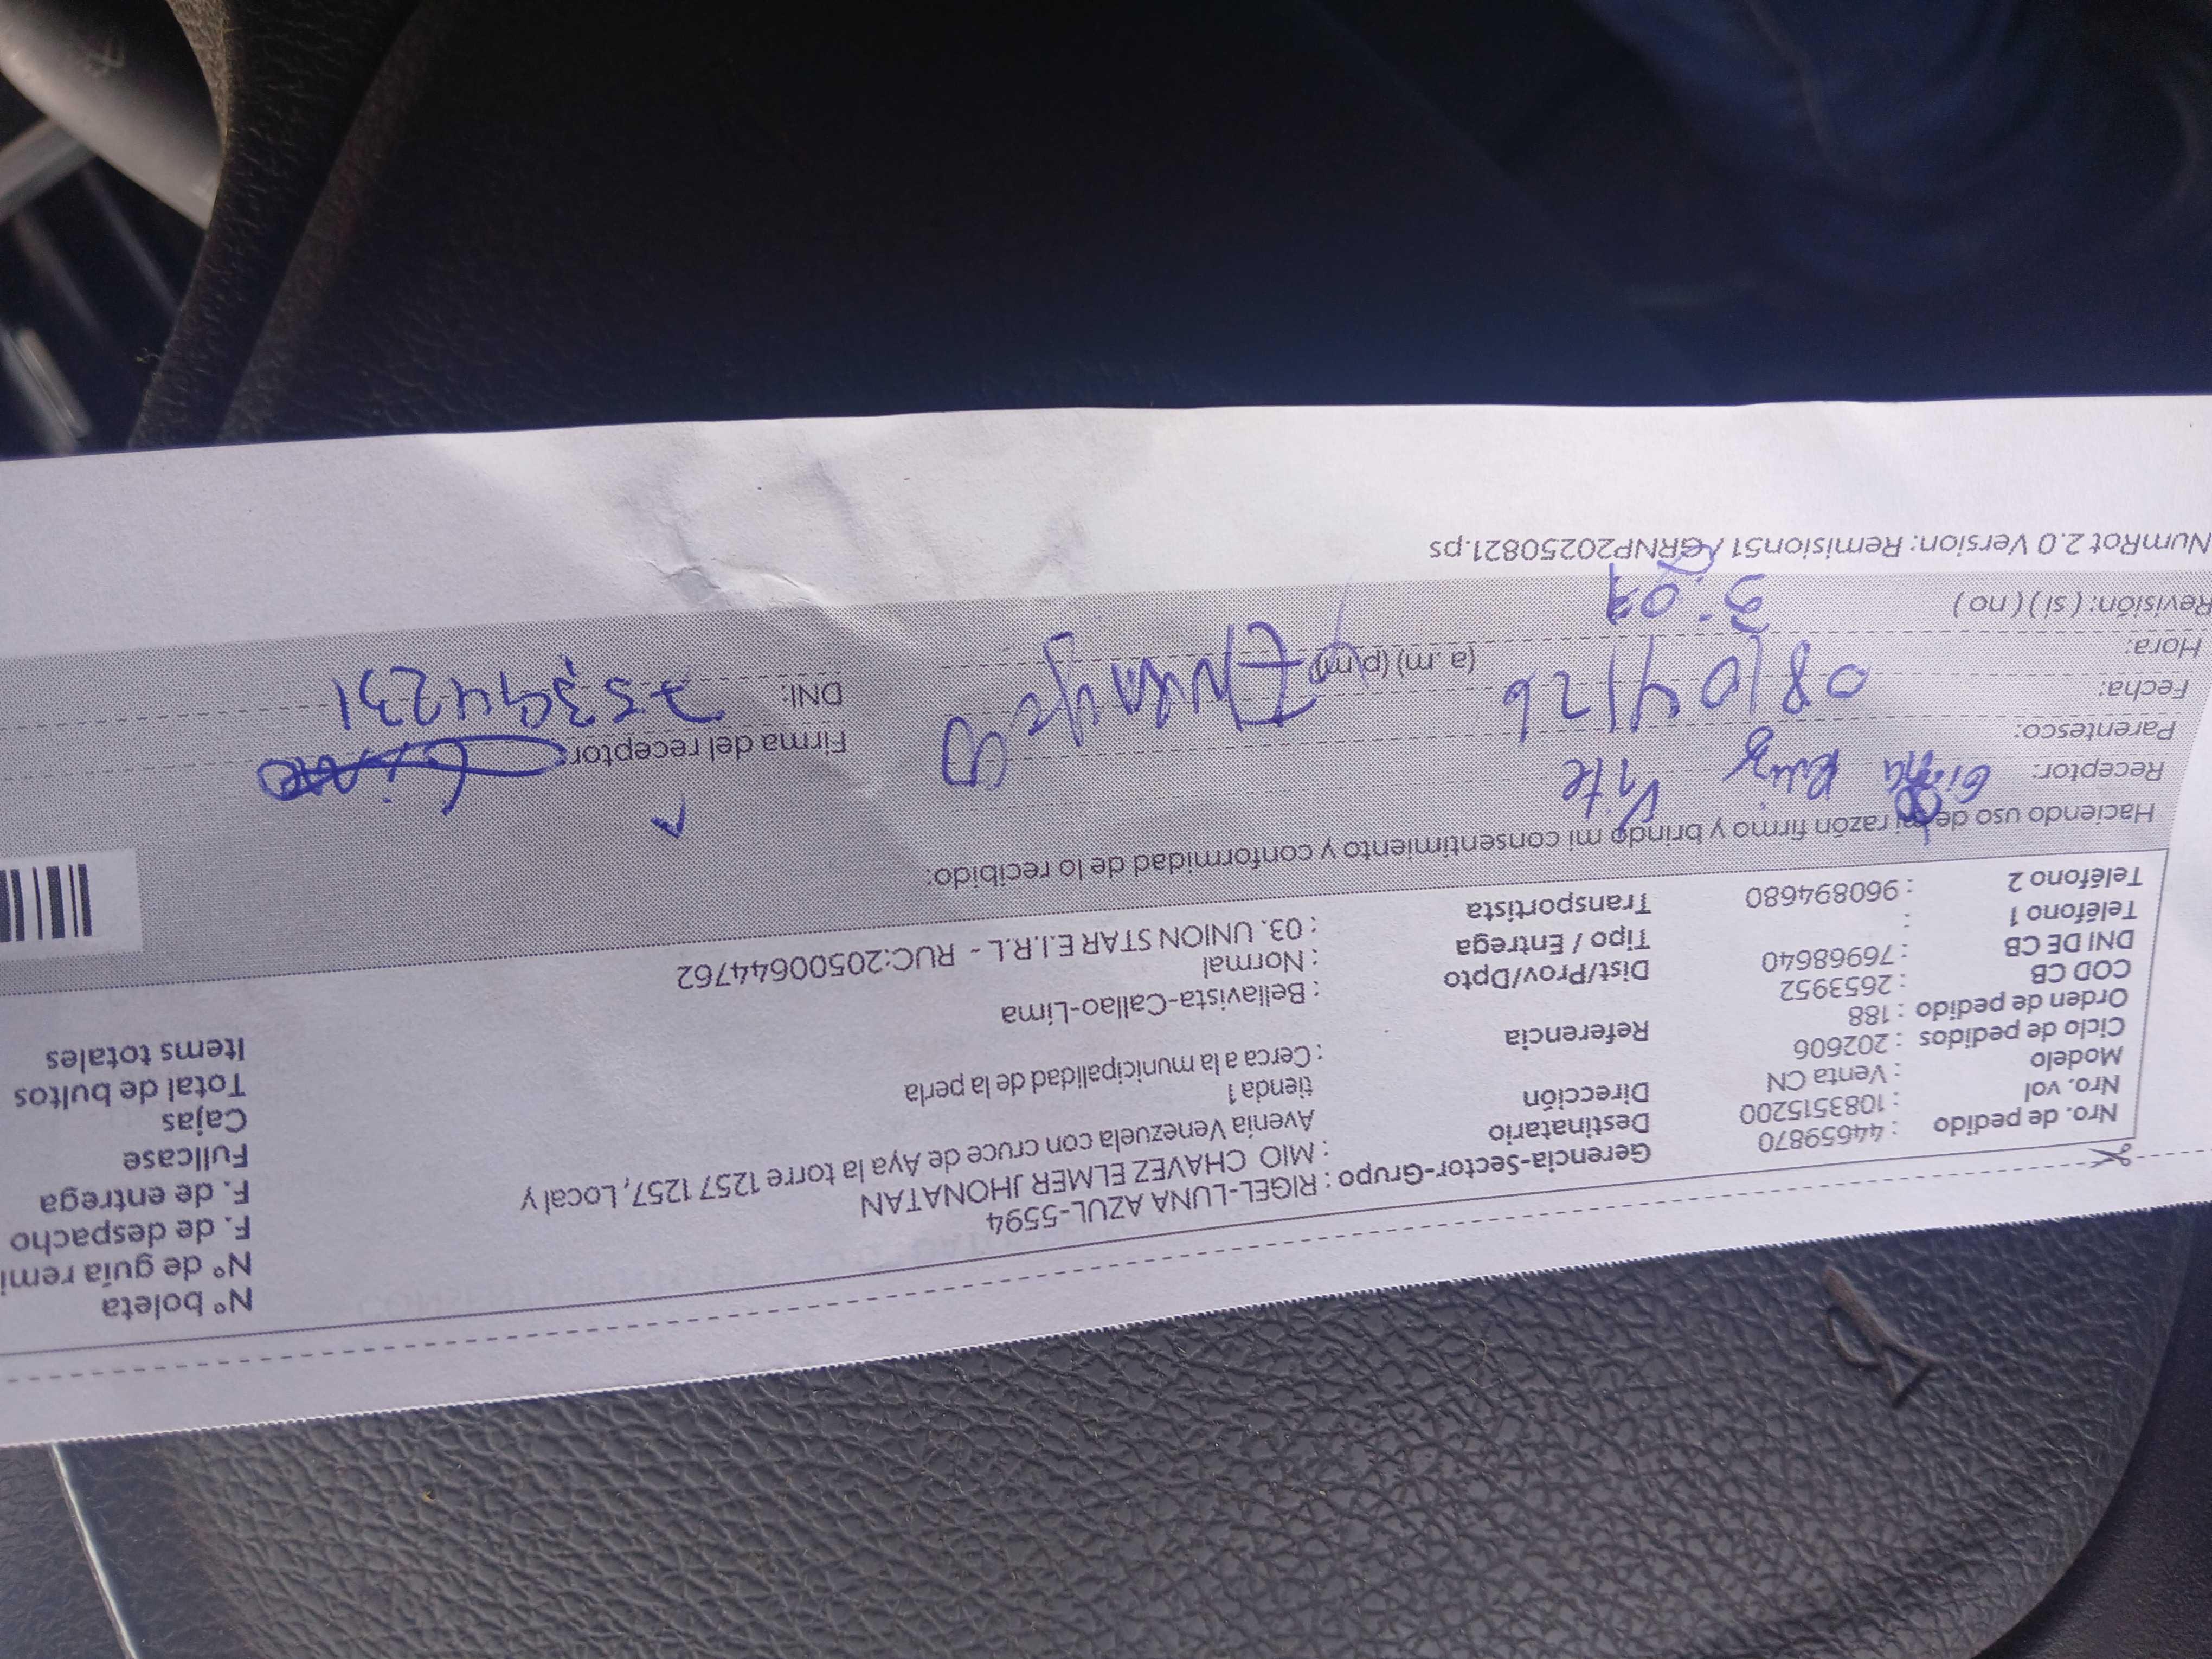 Nº boleta
Nº de guía remi
F. de despacho
F. de entrega
Fullcase
Cajas
Total de bultos
Items totales
Nro. de pedido : 44659870
Nro. vol : 1083515200
Modelo : Venta CN
Ciclo de pedidos : 202606
Orden de pedido : 188
COD CB : 2653952
DNI DE CB : 76968640
Teléfono 1 :
Teléfono 2 : 960894680
Gerencia-Sector-Grupo : RIGEL-LUNA AZUL-5594
Destinatario : MIO CHAVEZ ELMER JHONATAN
Dirección Avenia Venezuela con cruce de Aya la torre 1257 1257, Local y
tienda 1
Referencia : Cerca a la municipalidad de la perla
Dist/Prov/Dpto : Bellavista-Callao-Lima
Tipo / Entrega : Normal
Transportista : 03. UNION STAR E.I.R.L - RUC:20500644762
Haciendo uso de mi razón firmo y brindo mi consentimiento y conformidad de lo recibido:
Receptor:
Parentesco:
Fecha: 08/04/26
Hora: (a. m) (p.m)
Revisión: ( si ) ( no )
Firma del receptor:
DNI: 75394231
NumRot 2.0 Version: Remision51 / GRNP20250821.ps